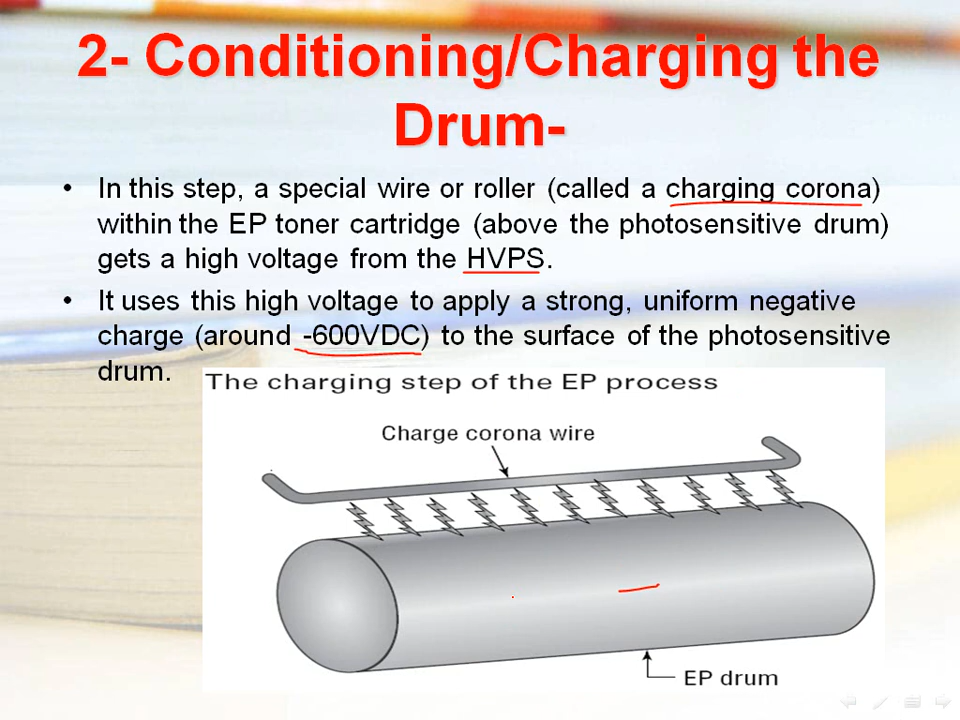 2- Conditioning/Charging the
Drum-
• In this step, a special wire or roller (called a charging corona)
within the EP toner cartridge (above the photosensitive drum)
gets a high voltage from the HVPS.
• It uses this high voltage to apply a strong, uniform negative
charge (around -600VDC) to the surface of the photosensitive
drum.
The charging step of the EP process
Charge corona wire
EP drum